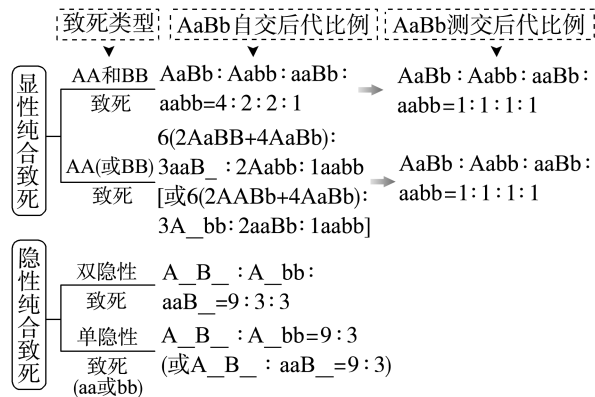 致死类型 AaBb自交后代比例 AaBb测交后代比例
显性纯合致死
AA和BB
致死
AaBb∶Aabb∶aaBb∶
aabb=4∶2∶2∶1
AaBb∶Aabb∶aaBb∶
aabb=1∶1∶1∶1
AA(或BB)
致死
6(2AaBB+4AaBb)∶
3aaB_∶2Aabb∶1aabb
[或6(2AABb+4AaBb)∶
3A_bb∶2aaBb∶1aabb]
AaBb∶Aabb∶aaBb∶
aabb=1∶1∶1∶1
隐性纯合致死
双隐性
致死
A_B_∶A_bb∶
aaB_=9∶3∶3
单隐性
致死
(aa或bb)
A_B_∶A_bb=9∶3
(或A_B_∶aaB_=9∶3)